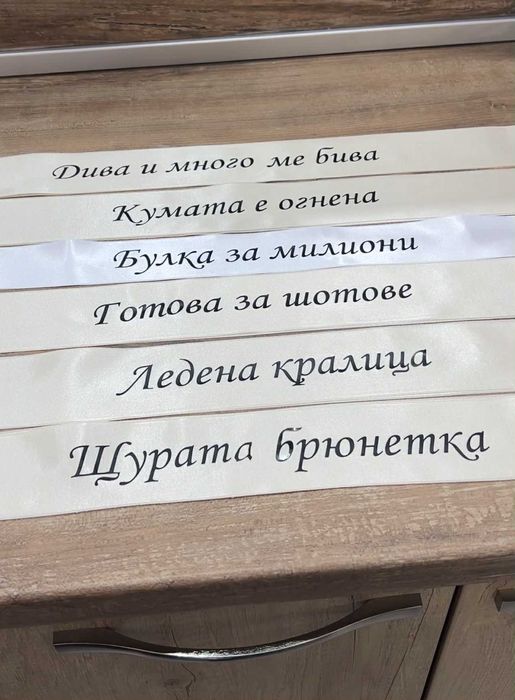 Дива и много ме бива
Кумата е огнена
Булка за милиони
Готова за шотове
Ледена кралица
Щурата брюнетка